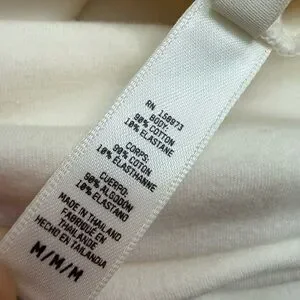 RN 150973
BODY:
90% COTTON
10% ELASTANE
CORPS:
90% COTON
10% ÉLASTHANNE
CUERPO:
90% ALGODÓN
10% ELASTANO
MADE IN THAILAND
FABRIQUÉ EN
THAÏLANDE
HECHO EN TAILANDIA
M/M/M